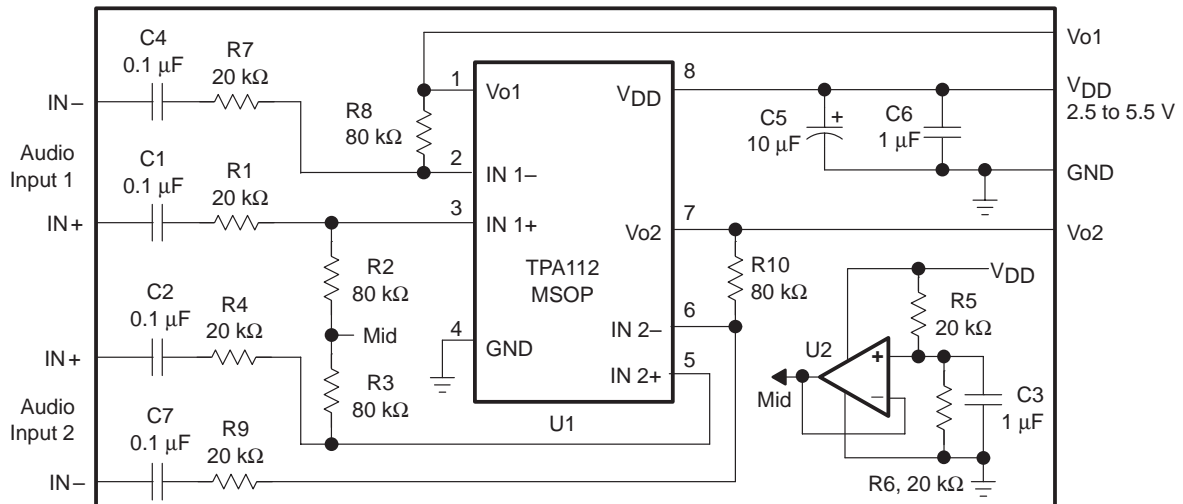 C4
0.1 μF
R7
20 kΩ
IN−
Audio
Input 1
C1
0.1 μF
R1
20 kΩ
IN+
C2
0.1 μF
R4
20 kΩ
IN+
Audio
Input 2
C7
0.1 μF
R9
20 kΩ
IN−
R8
80 kΩ
R2
80 kΩ
Mid
R3
80 kΩ
1
Vo1
2
IN 1−
3
IN 1+
4
GND
TPA112
MSOP
8
VDD
7
Vo2
6
IN 2−
5
IN 2+
U1
R10
80 kΩ
C5
10 μF
+
C6
1 μF
Vo1
VDD
2.5 to 5.5 V
GND
Vo2
VDD
R5
20 kΩ
U2
+
−
Mid
C3
1 μF
R6, 20 kΩ